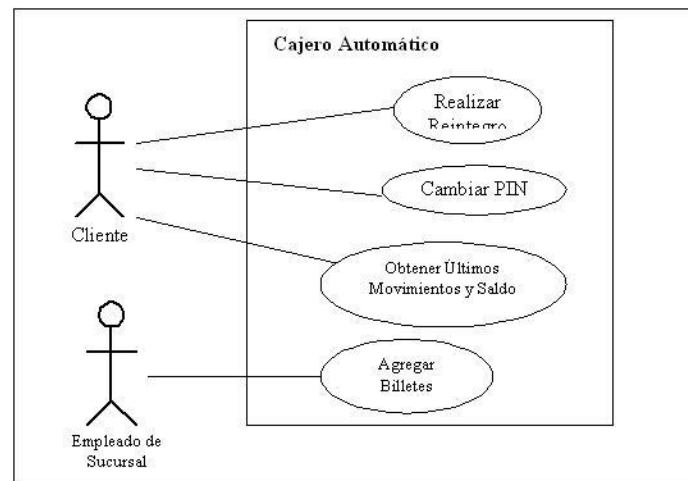 Cajero Automático
Realizar
Reintegro
Cambiar PIN
Cliente
Obtener Últimos
Movimientos y Saldo
Agregar
Billetes
Empleado de
Sucursal